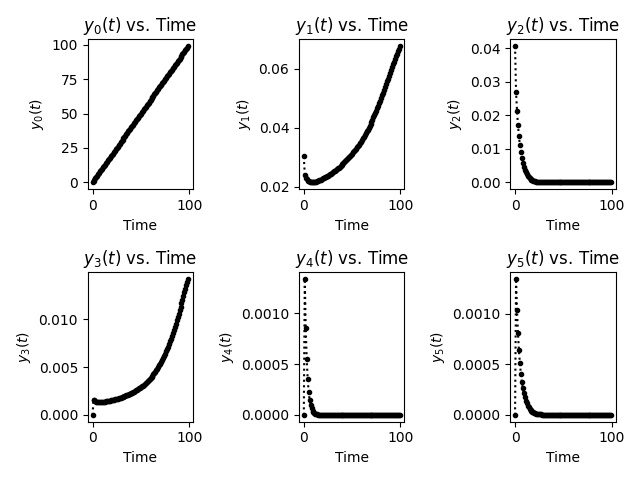 y₀(t) vs. Time
y₁(t) vs. Time
y₂(t) vs. Time
100
75
50
25
0
y₀(t)
0 100
Time
0.06
0.04
0.02
y₁(t)
0 100
Time
0.04
0.03
0.02
0.01
0.00
y₂(t)
0 100
Time
y₃(t) vs. Time
y₄(t) vs. Time
y₅(t) vs. Time
0.010
0.005
0.000
y₃(t)
0 100
Time
0.0010
0.0005
0.0000
y₄(t)
0 100
Time
0.0010
0.0005
0.0000
y₅(t)
0 100
Time